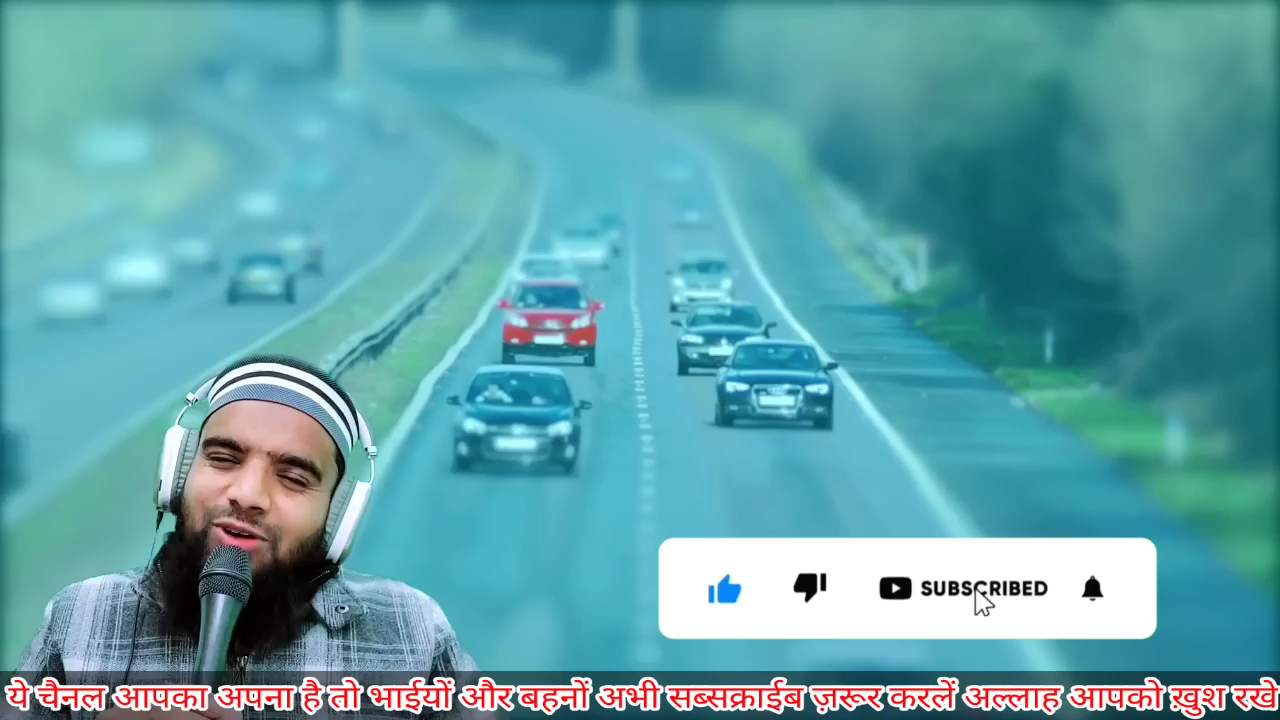 SUBSCRIBED
ये चैनल आपका अपना है तो भाईयों और बहनों अभी सब्सक्राईब ज़रूर करलें अल्लाह आपको ख़ुश रखे